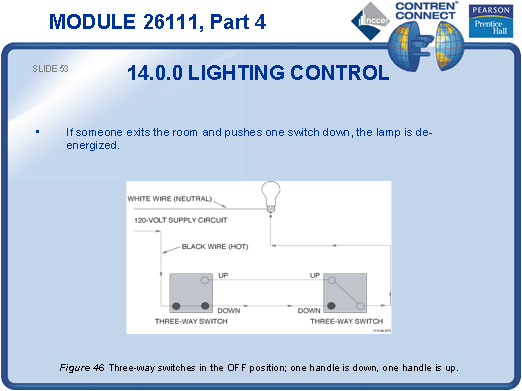 MODULE 26111, Part 4
nccer
CONTREN®
CONNECT
PEARSON
Prentice
Hall
SLIDE 53
14.0.0 LIGHTING CONTROL
• If someone exits the room and pushes one switch down, the lamp is de-
energized.
WHITE WIRE (NEUTRAL)
120-VOLT SUPPLY CIRCUIT
BLACK WIRE (HOT)
UP
UP
DOWN
DOWN
THREE-WAY SWITCH
THREE-WAY SWITCH
Figure 46 Three-way switches in the OFF position; one handle is down, one handle is up.